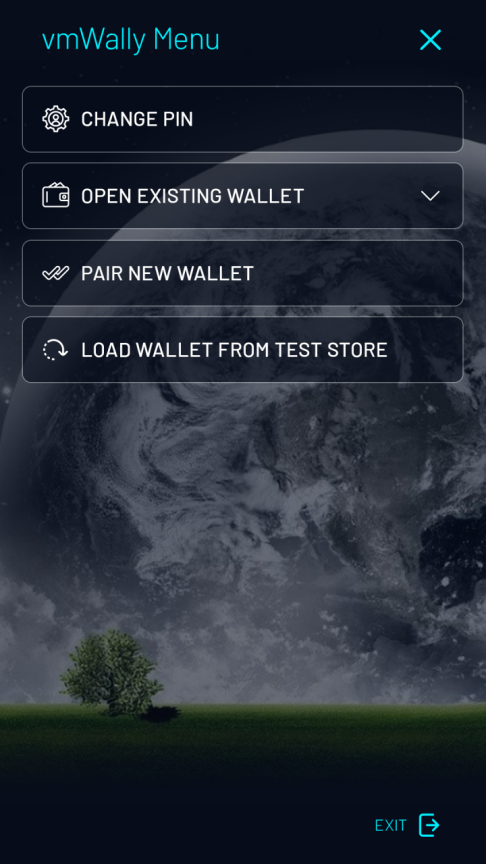 vmWally Menu
CHANGE PIN
OPEN EXISTING WALLET
PAIR NEW WALLET
LOAD WALLET FROM TEST STORE
EXIT